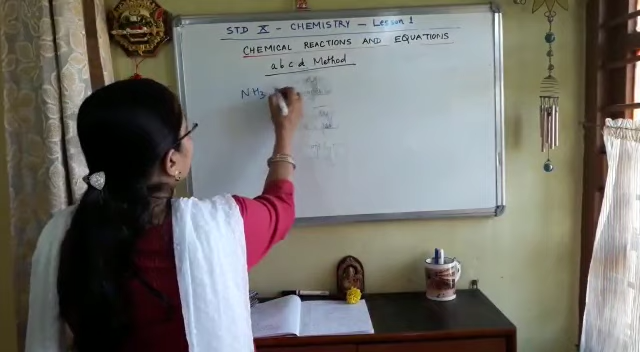 STD X - CHEMISTRY - Lesson 1
CHEMICAL REACTIONS AND EQUATIONS
a b c d Method
NH3